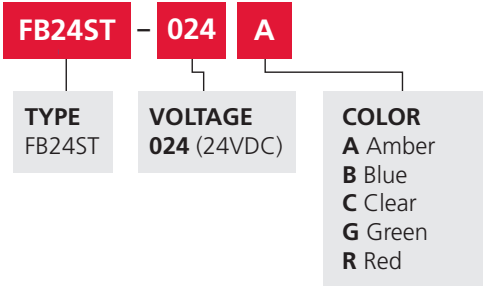 FB24ST – 024 A
TYPE
FB24ST
VOLTAGE
024 (24VDC)
COLOR
A Amber
B Blue
C Clear
G Green
R Red